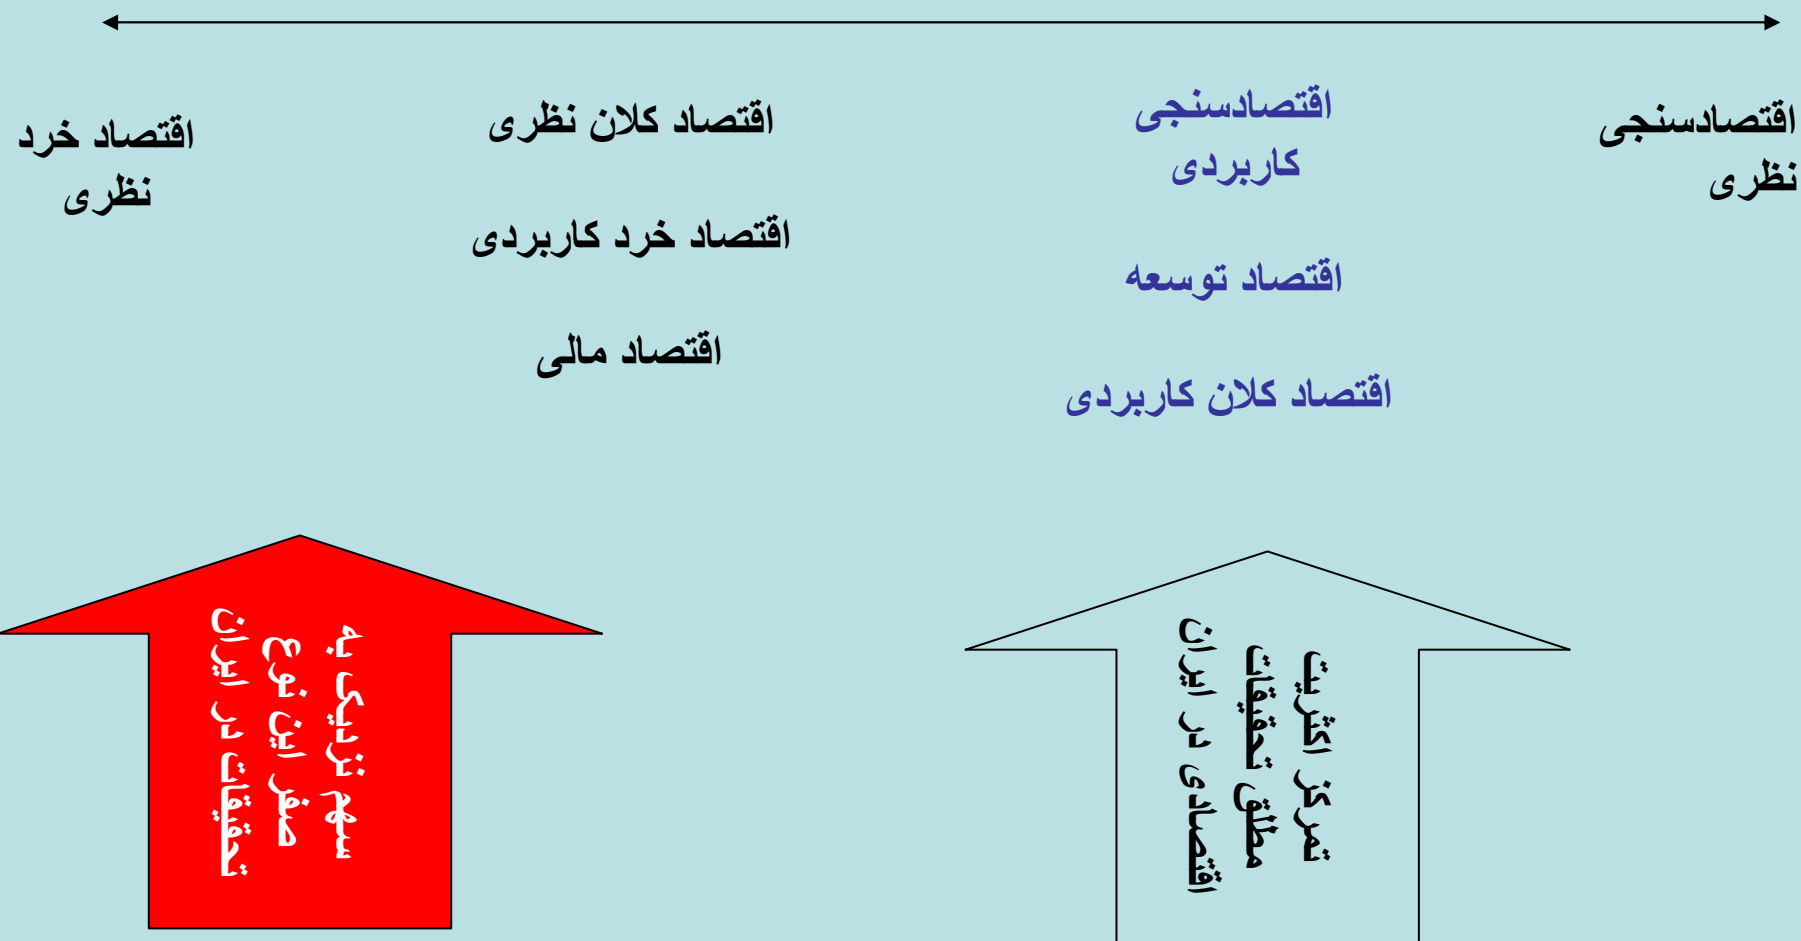 اقتصادسنجی
نظری
اقتصادسنجی
کاربردی
اقتصاد توسعه
اقتصاد کلان کاربردی
اقتصاد کلان نظری
اقتصاد خرد کاربردی
اقتصاد مالی
اقتصاد خرد
نظری
تمرکز اکثریت
مطلق تحقیقات
اقتصادی در ایران
سهم نزدیک به
صفر این نوع
تحقیقات در ایران